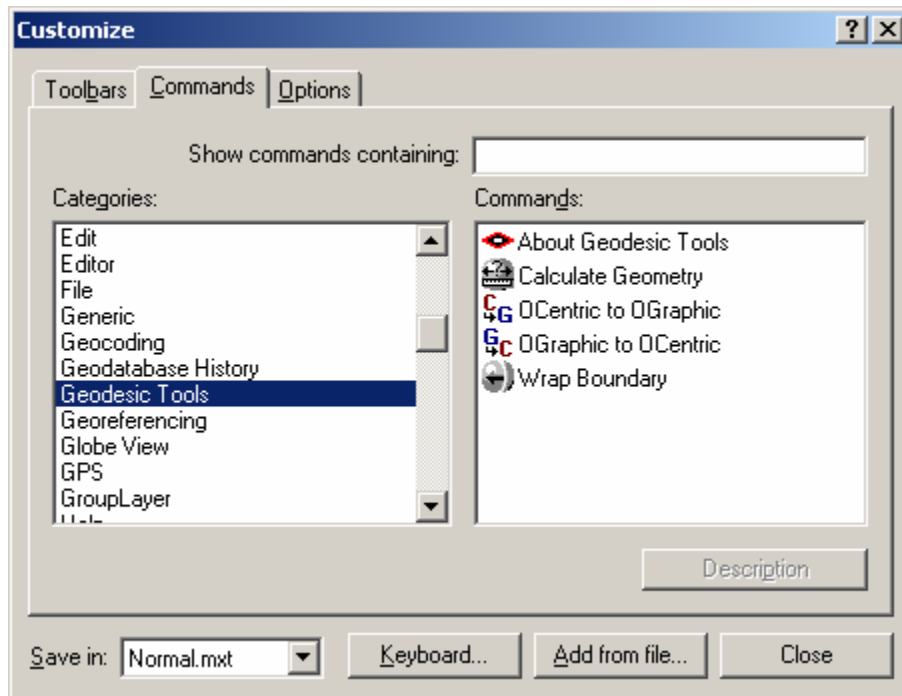 Customize
Toolbars Commands Options
Show commands containing:
Categories:
Edit
Editor
File
Generic
Geocoding
Geodatabase History
Geodesic Tools
Georeferencing
Globe View
GPS
GroupLayer
Commands:
About Geodesic Tools
Calculate Geometry
OCentric to OGraphic
OGraphic to OCentric
Wrap Boundary
Description
Save in: Normal.mxt Keyboard... Add from file... Close